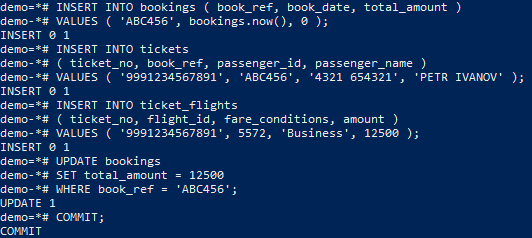 demo=*# INSERT INTO bookings ( book_ref, book_date, total_amount )
demo-*# VALUES ( 'ABC456', bookings.now(), 0 );
INSERT 0 1
demo=*# INSERT INTO tickets
demo-*# ( ticket_no, book_ref, passenger_id, passenger_name )
demo-*# VALUES ( '9991234567891', 'ABC456', '4321 654321', 'PETR IVANOV' );
INSERT 0 1
demo=*# INSERT INTO ticket_flights
demo-*# ( ticket_no, flight_id, fare_conditions, amount )
demo-*# VALUES ( '9991234567891', 5572, 'Business', 12500 );
INSERT 0 1
demo=*# UPDATE bookings
demo-*# SET total_amount = 12500
demo-*# WHERE book_ref = 'ABC456';
UPDATE 1
demo=*# COMMIT;
COMMIT